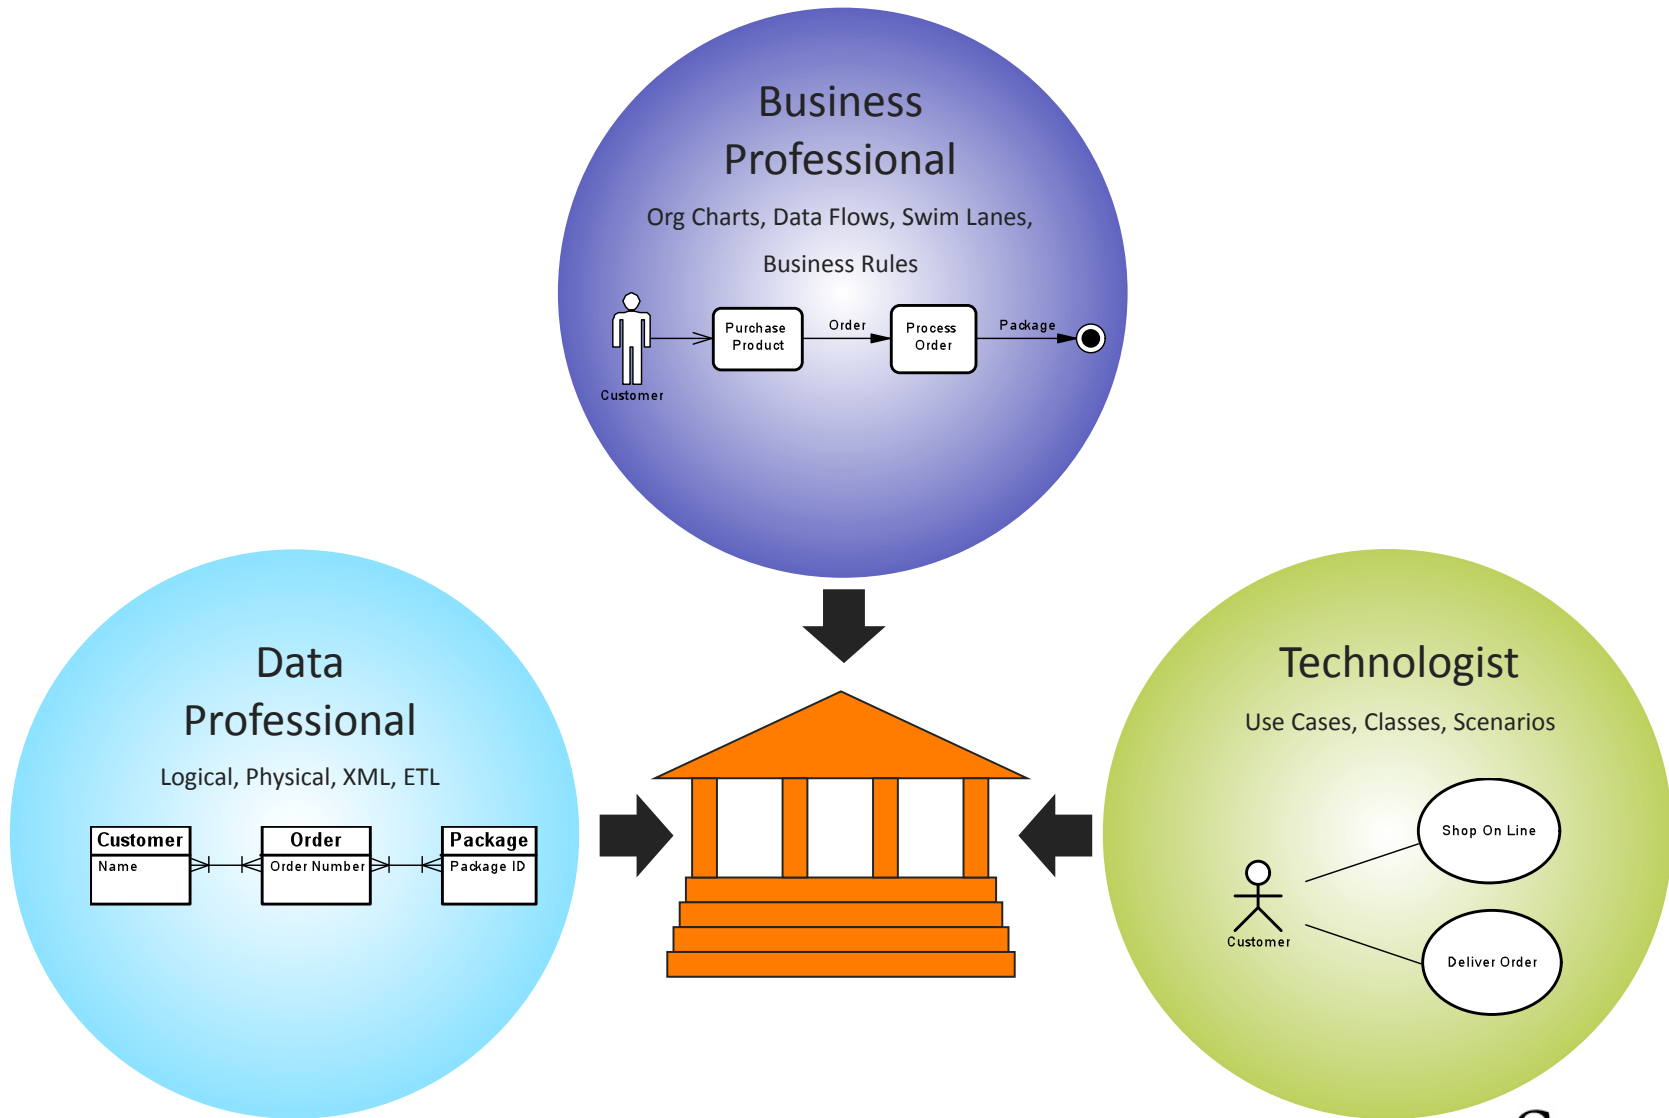 Business
Professional
Org Charts, Data Flows, Swim Lanes,
Business Rules
Purchase
Product
Order
Process
Order
Package
Customer
Data
Professional
Logical, Physical, XML, ETL
Customer
Name
Order
Order Number
Package
Package ID
Technologist
Use Cases, Classes, Scenarios
Shop On Line
Customer
Deliver Order